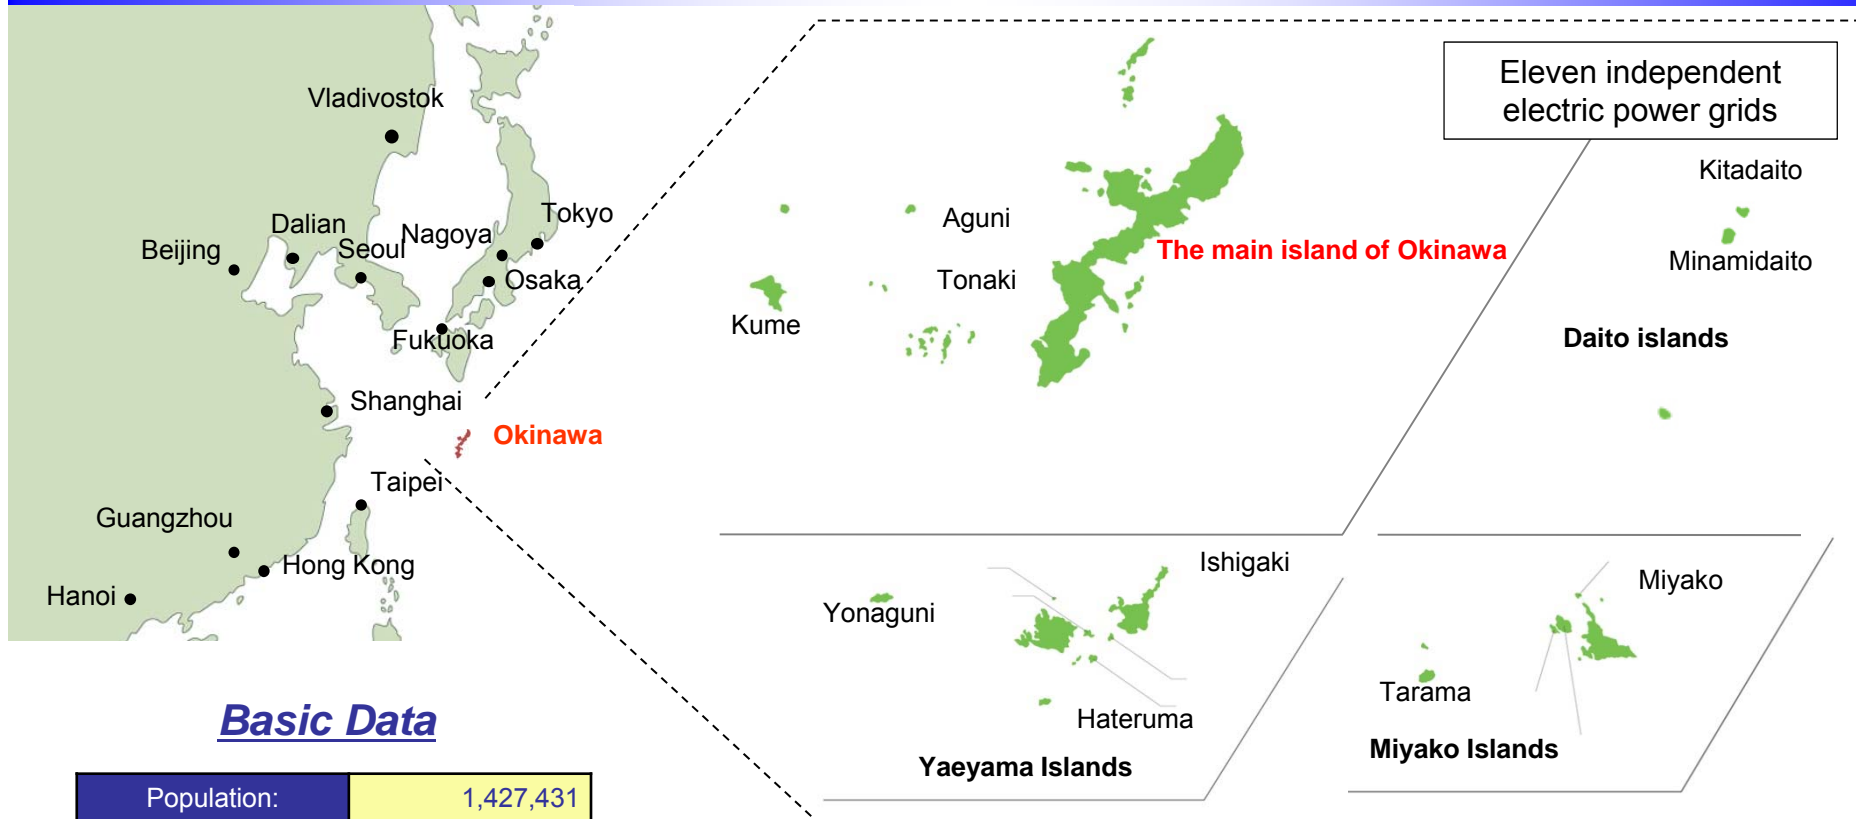 Vladivostok
Dalian
Beijing
Seoul
Nagoya
Tokyo
Osaka
Fukuoka
Shanghai
Okinawa
Taipei
Guangzhou
Hong Kong
Hanoi
Eleven independent
electric power grids
Aguni
The main island of Okinawa
Tonaki
Kume
Kitadaito
Minamidaito
Daito islands
Ishigaki
Yonaguni
Hateruma
Yaeyama Islands
Miyako
Tarama
Miyako Islands
Basic Data
Population: 1,427,431